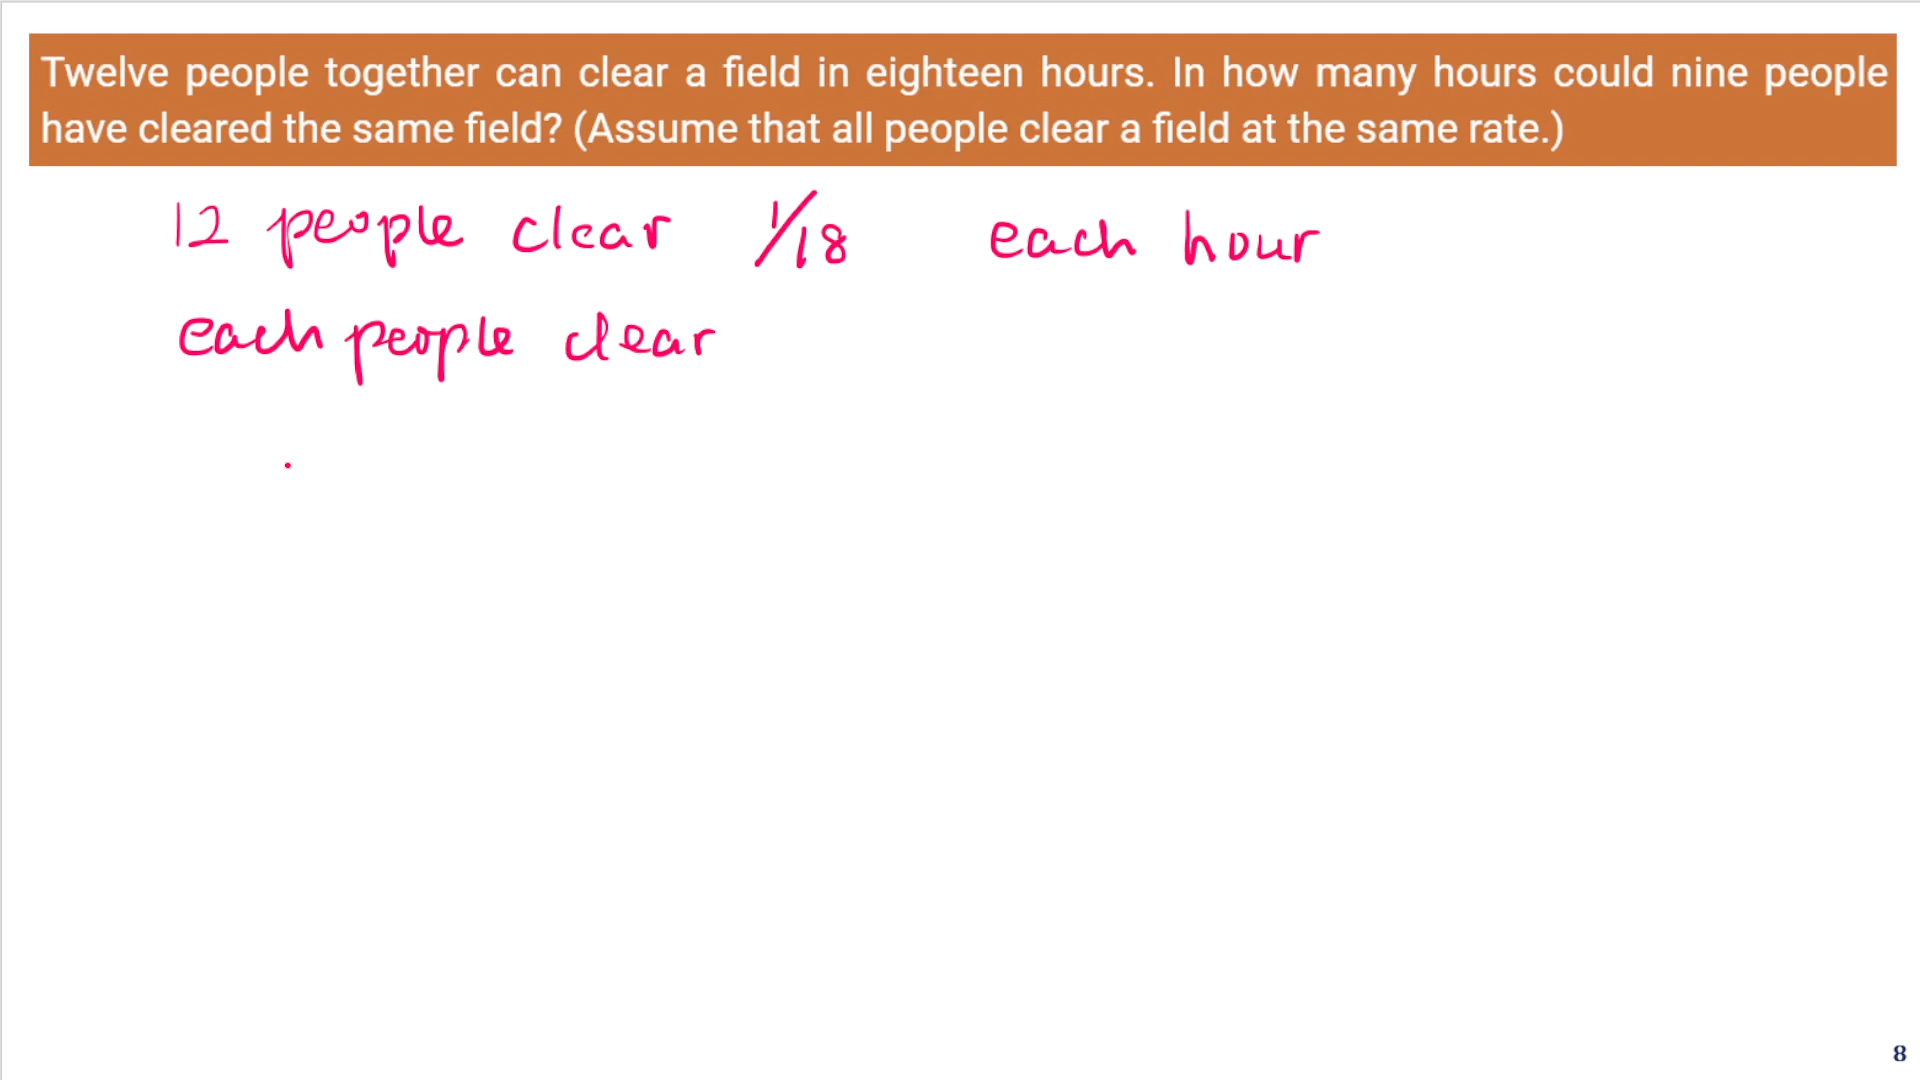 Twelve people together can clear a field in eighteen hours. In how many hours could nine people
have cleared the same field? (Assume that all people clear a field at the same rate.)
12 people clear 1/18 each hour
each people clear
8